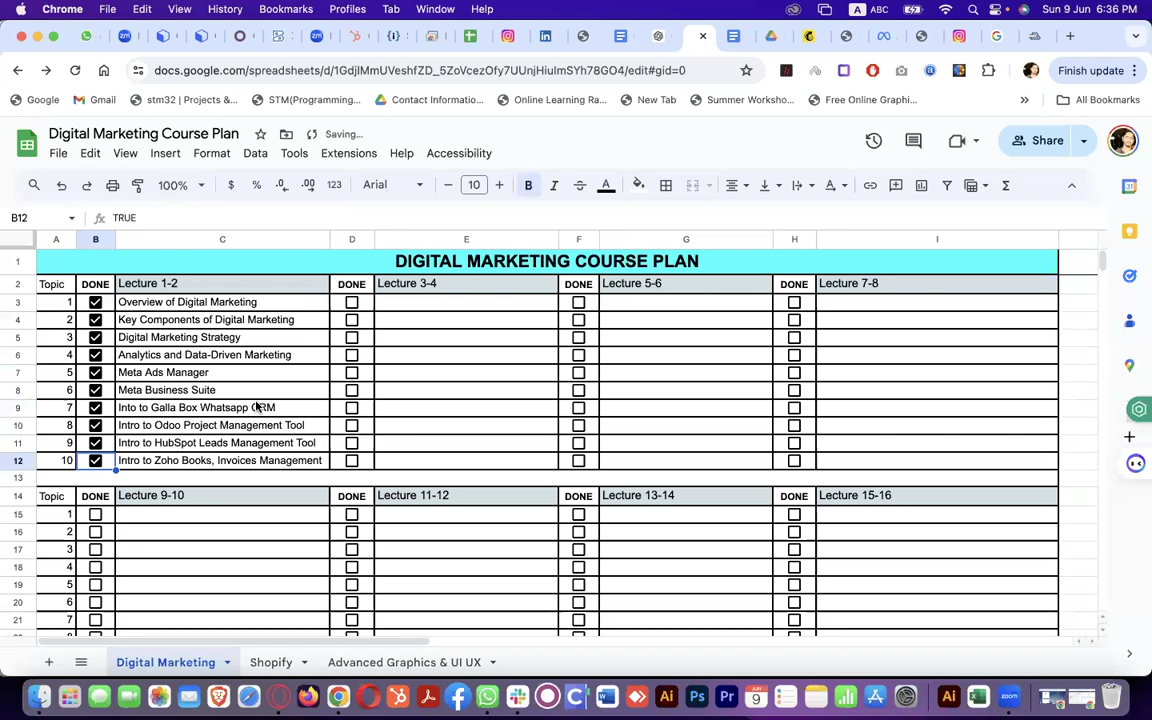 Chrome File Edit View History Bookmarks Profiles Tab Window Help A ABC Sun 9 Jun 6:36 PM
docs.google.com/spreadsheets/d/1GdjlMmUVeshfZD_5ZoVcezOfy7UUnjHiulmSYh78GO4/edit#gid=0 Finish update
Google Gmail stm32 | Projects &... STM(Programming... Contact Informatio... Online Learning Ra... New Tab Summer Worksho... Free Online Graphi... All Bookmarks
Digital Marketing Course Plan Saving... Share
File Edit View Insert Format Data Tools Extensions Help Accessibility
100% $ % .0 .00 123 Arial 10 B I A
B12 TRUE
A B C D E F G H I
1 DIGITAL MARKETING COURSE PLAN
2 Topic DONE Lecture 1-2 DONE Lecture 3-4 DONE Lecture 5-6 DONE Lecture 7-8
3 1 Overview of Digital Marketing
4 2 Key Components of Digital Marketing
5 3 Digital Marketing Strategy
6 4 Analytics and Data-Driven Marketing
7 5 Meta Ads Manager
8 6 Meta Business Suite
9 7 Into to Galla Box Whatsapp CRM
10 8 Intro to Odoo Project Management Tool
11 9 Intro to HubSpot Leads Management Tool
12 10 Intro to Zoho Books, Invoices Management
13
14 Topic DONE Lecture 9-10 DONE Lecture 11-12 DONE Lecture 13-14 DONE Lecture 15-16
15 1
16 2
17 3
18 4
19 5
20 6
21 7
Digital Marketing Shopify Advanced Graphics & UI UX